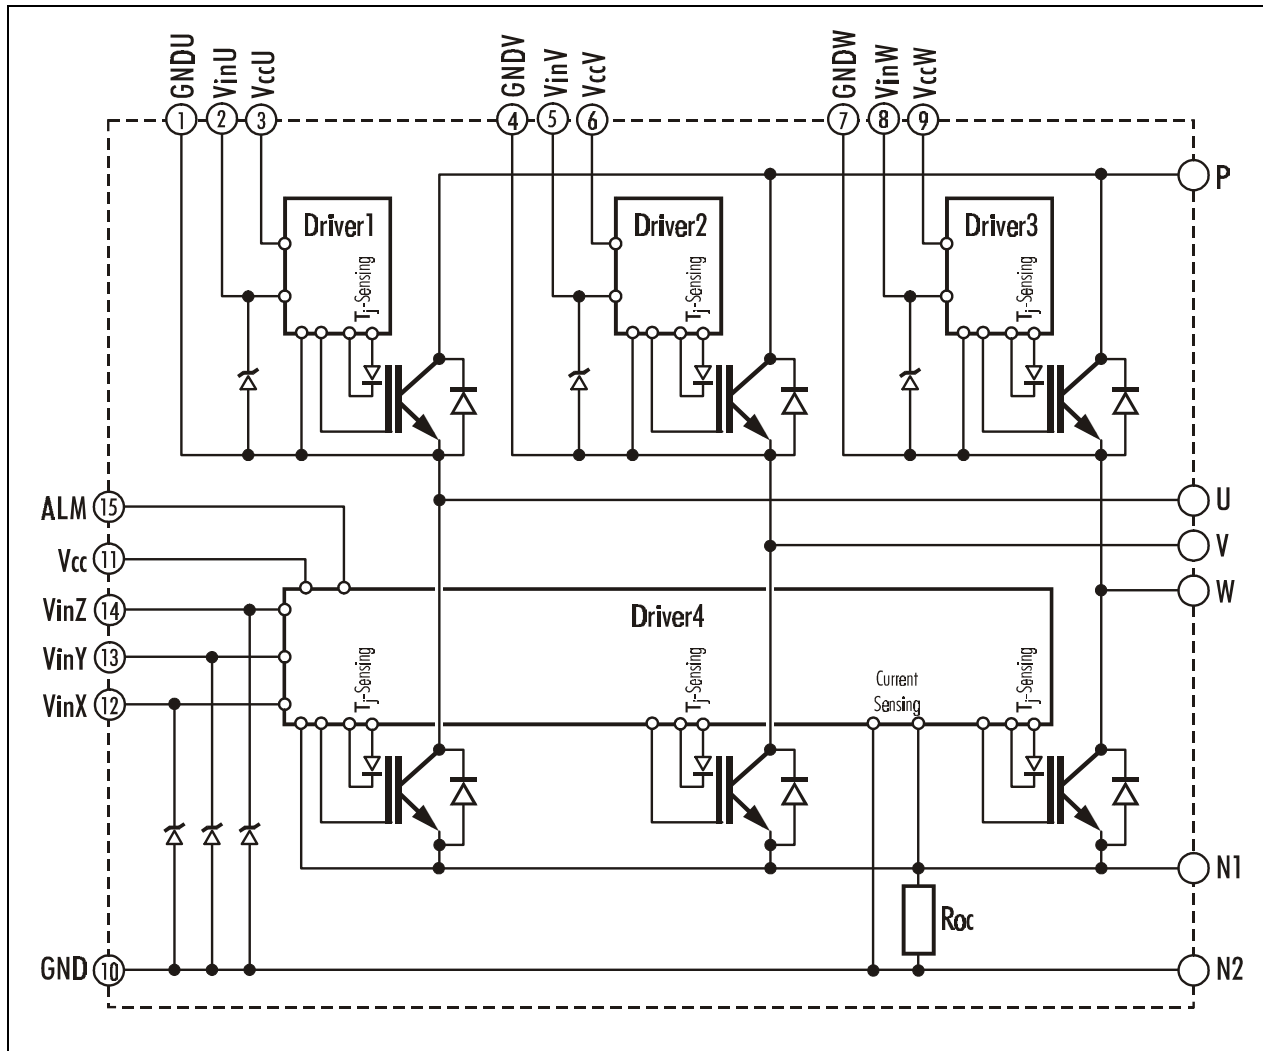 GNDU
VinU
VccU
GNDV
VinV
VccV
GNDW
VinW
VccW
1
2
3
4
5
6
7
8
9
P
Driver1
Tj-Sensing
Driver2
Tj-Sensing
Driver3
Tj-Sensing
ALM 15
U
Vcc 11
V
VinZ 14
W
Driver4
VinY 13
VinX 12
Tj-Sensing
Tj-Sensing
Current
Sensing
Tj-Sensing
N1
Roc
GND 10
N2